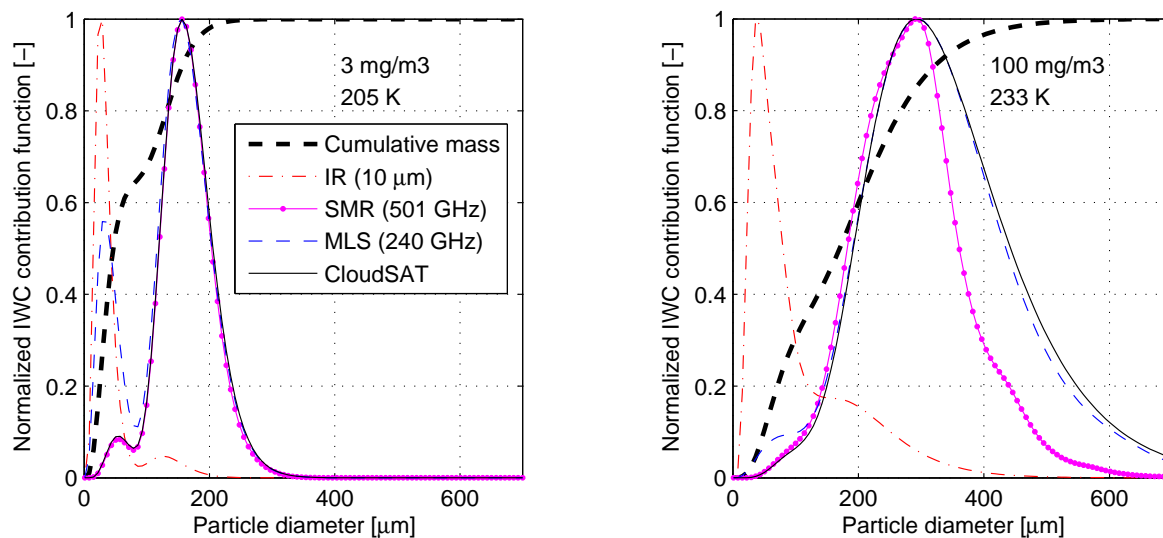 Normalized IWC contribution function [−]
1
0.8
0.6
0.4
0.2
0
0
200
400
600
Particle diameter [μm]
3 mg/m3
205 K
Cumulative mass
IR (10 μm)
SMR (501 GHz)
MLS (240 GHz)
CloudSAT
Normalized IWC contribution function [−]
1
0.8
0.6
0.4
0.2
0
0
200
400
600
Particle diameter [μm]
100 mg/m3
233 K